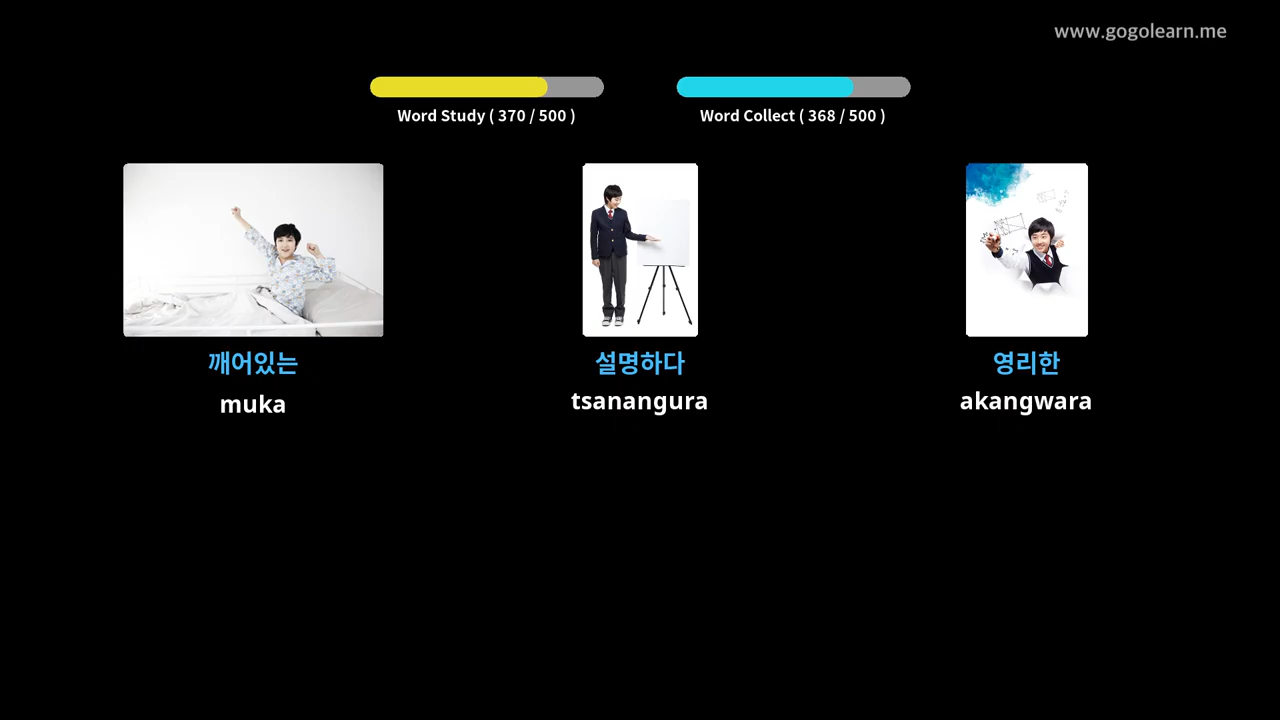 www.gogolearn.me
Word Study ( 370 / 500 )
Word Collect ( 368 / 500 )
깨어있는
설명하다
영리한
muka
tsanangura
akangwara